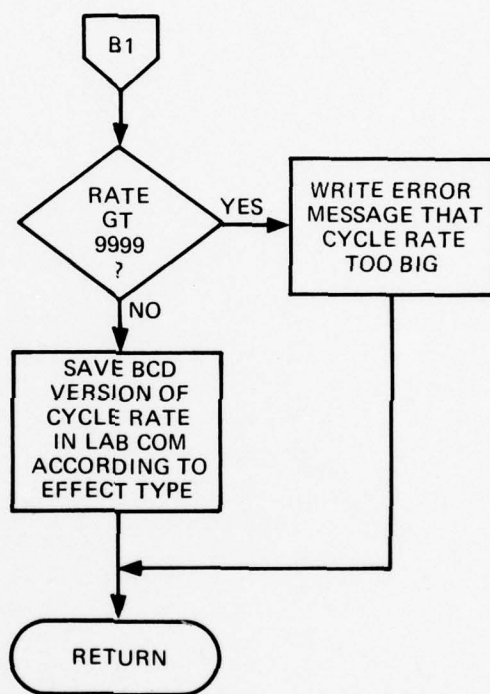 B1
RATE
GT
9999
?
YES
WRITE ERROR
MESSAGE THAT
CYCLE RATE
TOO BIG
NO
SAVE BCD
VERSION OF
CYCLE RATE
IN LAB COM
ACCORDING TO
EFFECT TYPE
RETURN